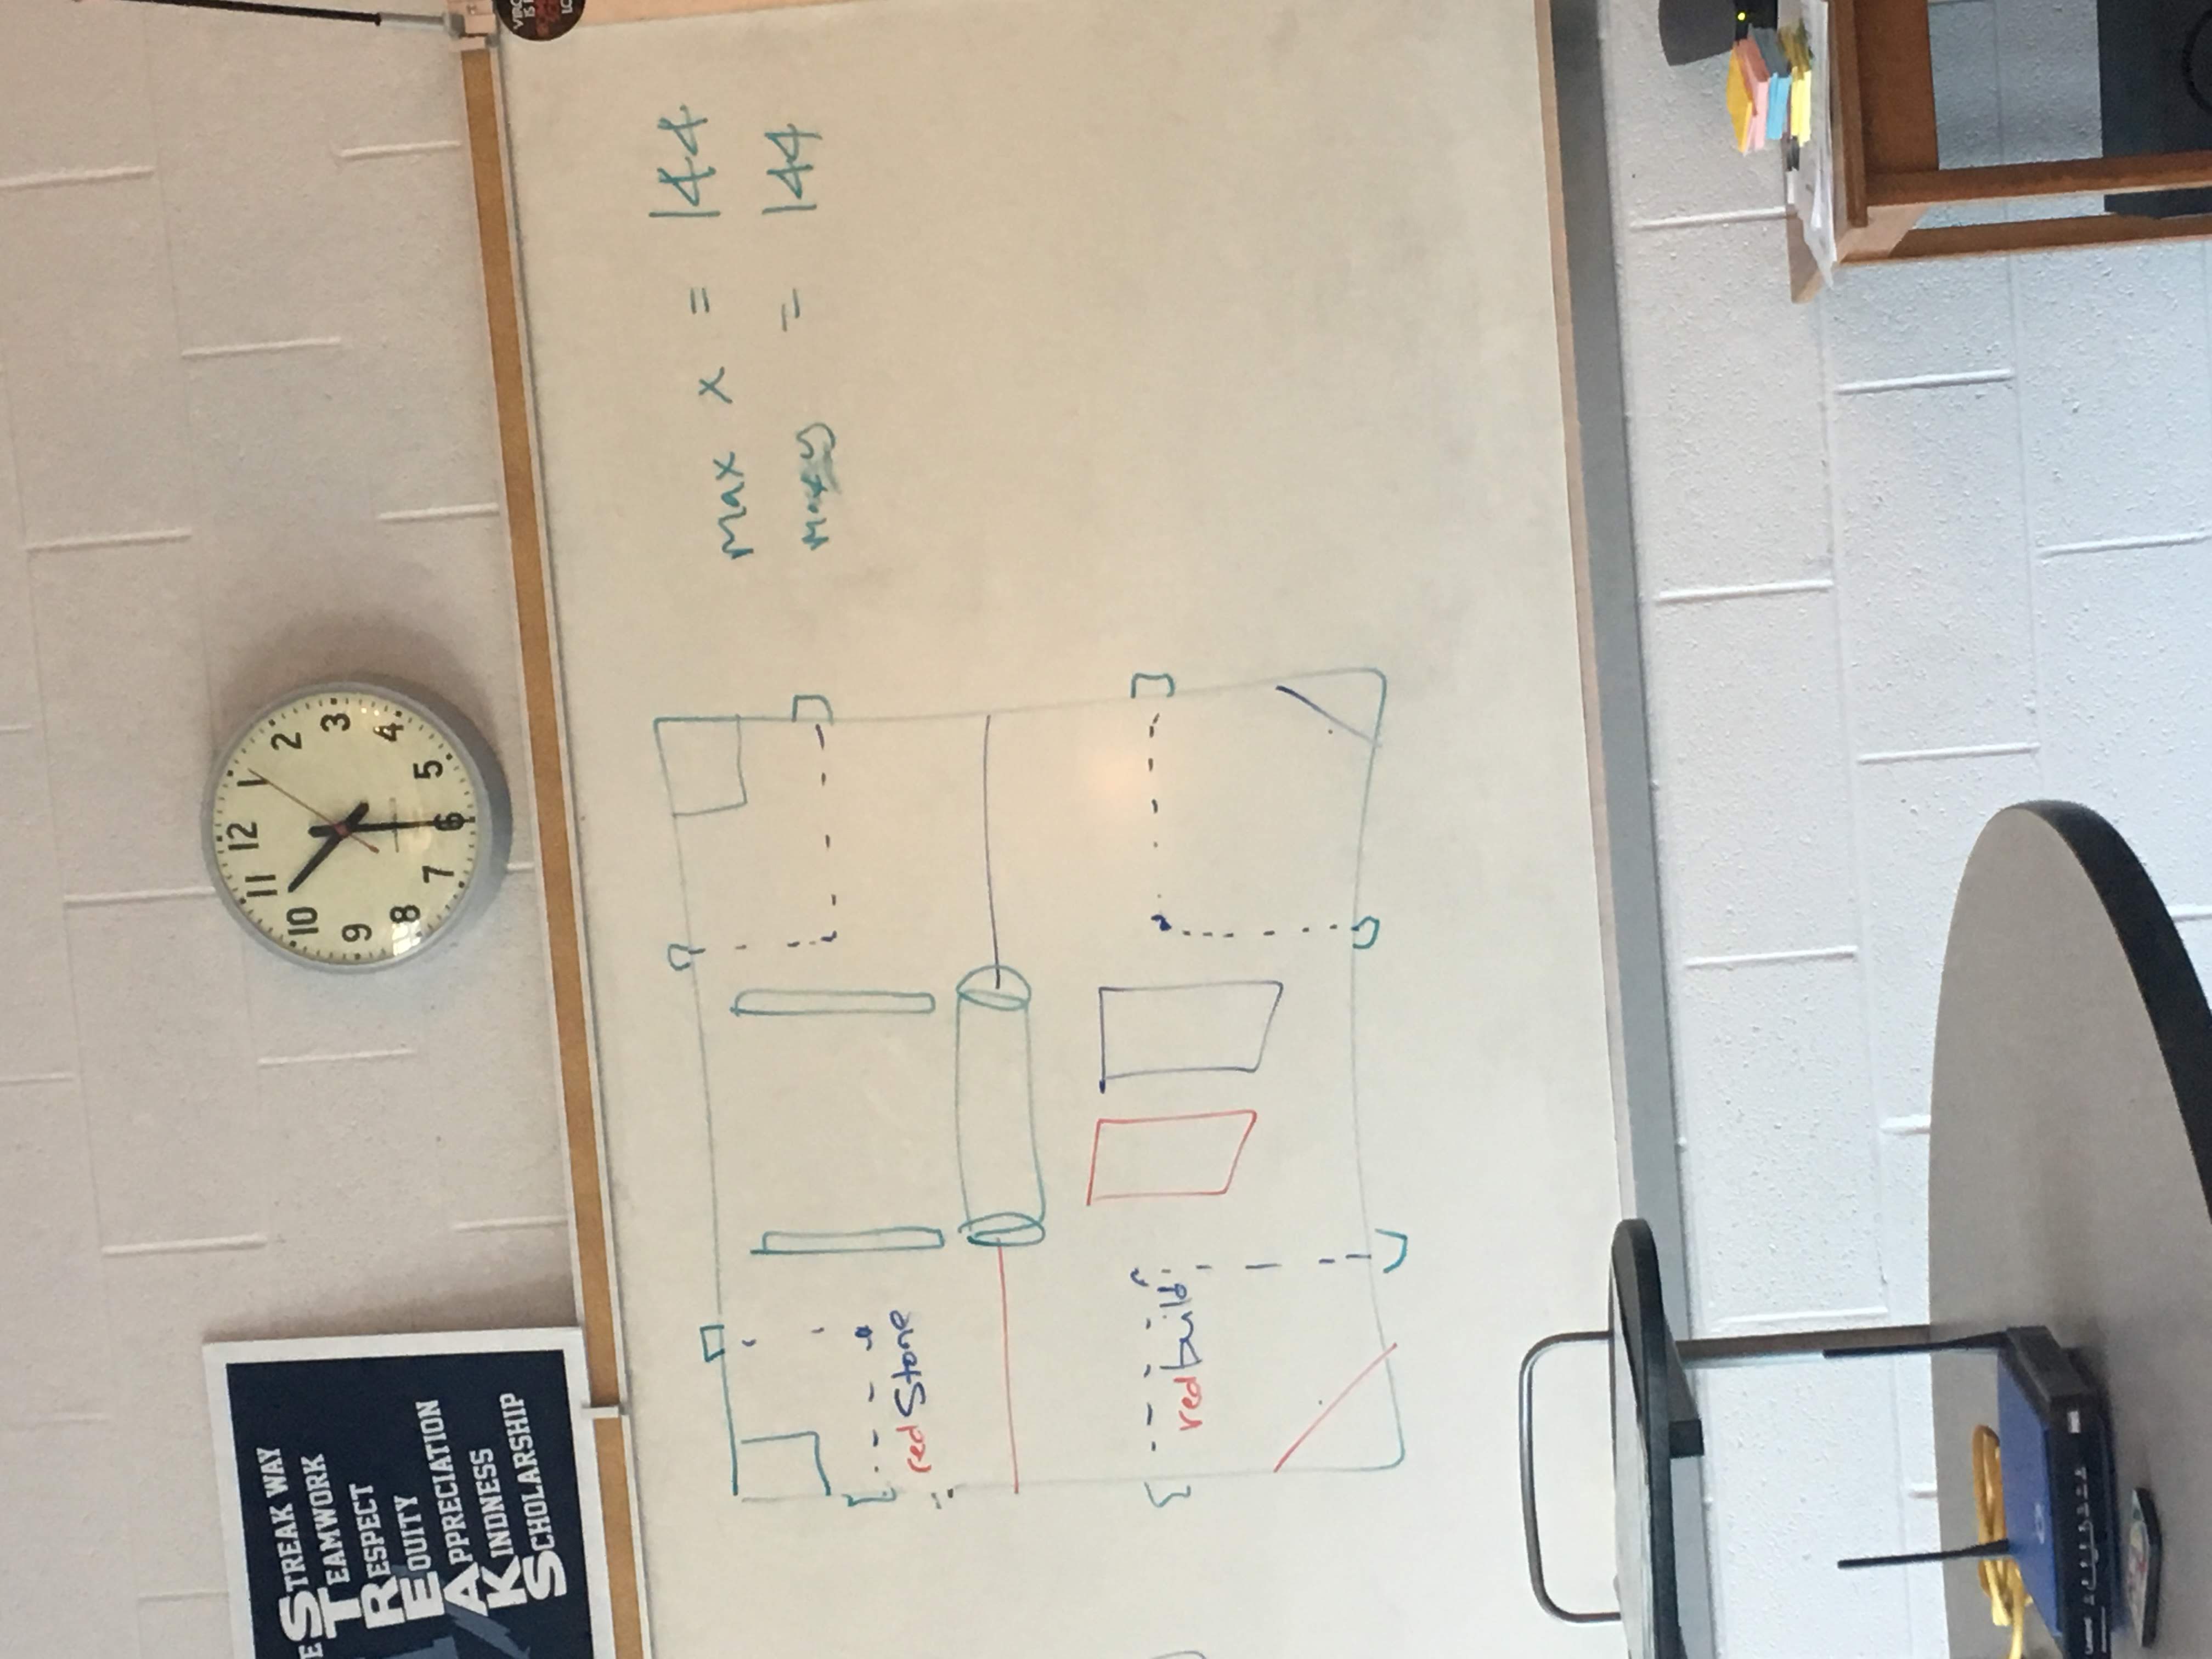 STREAK WAY
TEAMWORK
RESPECT
EQUITY
APPRECIATION
KINDNESS
SCHOLARSHIP
12
1
2
3
4
5
6
7
8
9
10
11
max x = 144
max y = 144
red Stone
red build